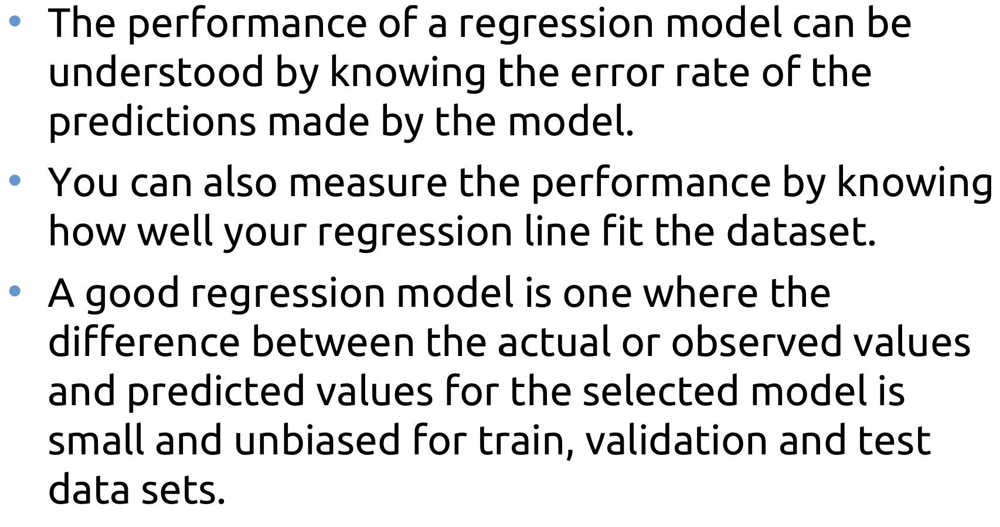 • The performance of a regression model can be
understood by knowing the error rate of the
predictions made by the model.
• You can also measure the performance by knowing
how well your regression line fit the dataset.
• A good regression model is one where the
difference between the actual or observed values
and predicted values for the selected model is
small and unbiased for train, validation and test
data sets.